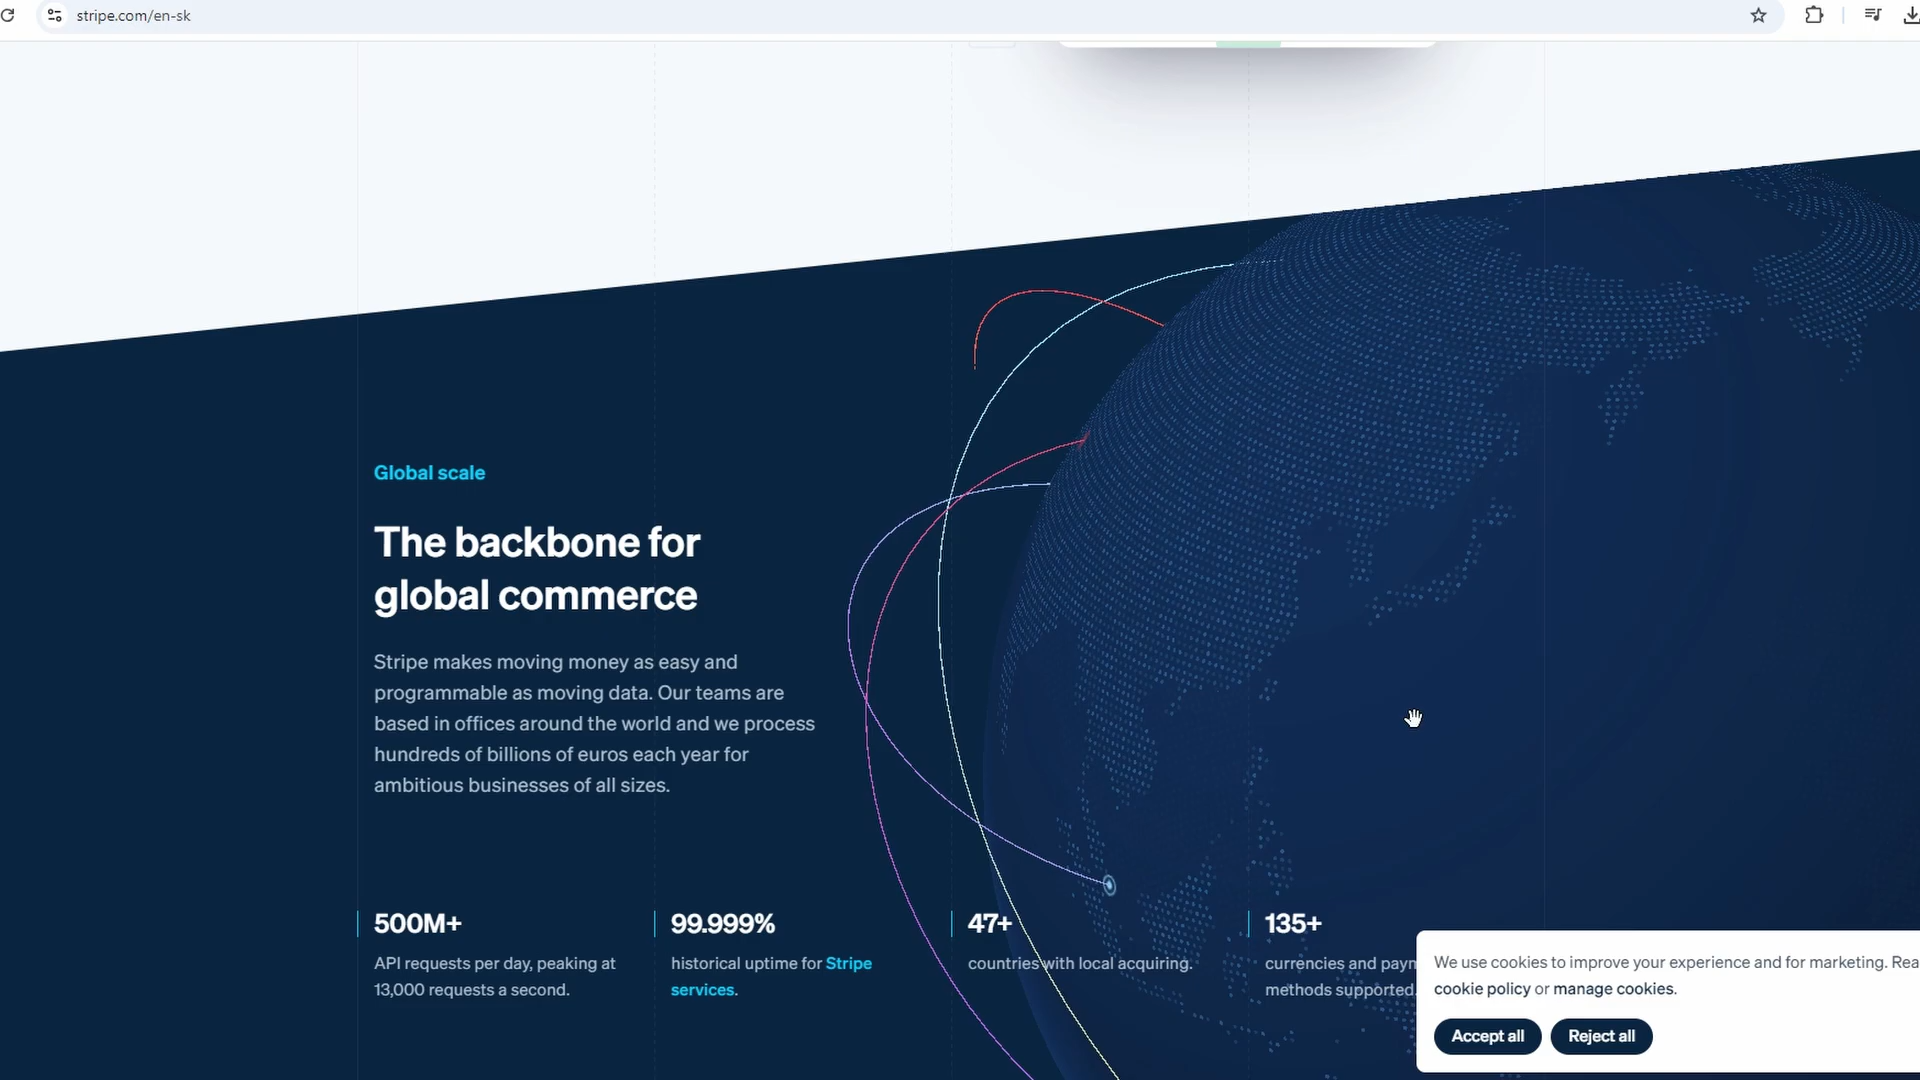 stripe.com/en-sk
Global scale
The backbone for
global commerce
Stripe makes moving money as easy and
programmable as moving data. Our teams are
based in offices around the world and we process
hundreds of billions of euros each year for
ambitious businesses of all sizes.
500M+
API requests per day, peaking at
13,000 requests a second.
99.999%
historical uptime for Stripe
services.
47+
countries with local acquiring.
135+
currencies and
methods supported.
We use cookies to improve your experience and for marketing.
cookie policy or manage cookies.
Accept all
Reject all